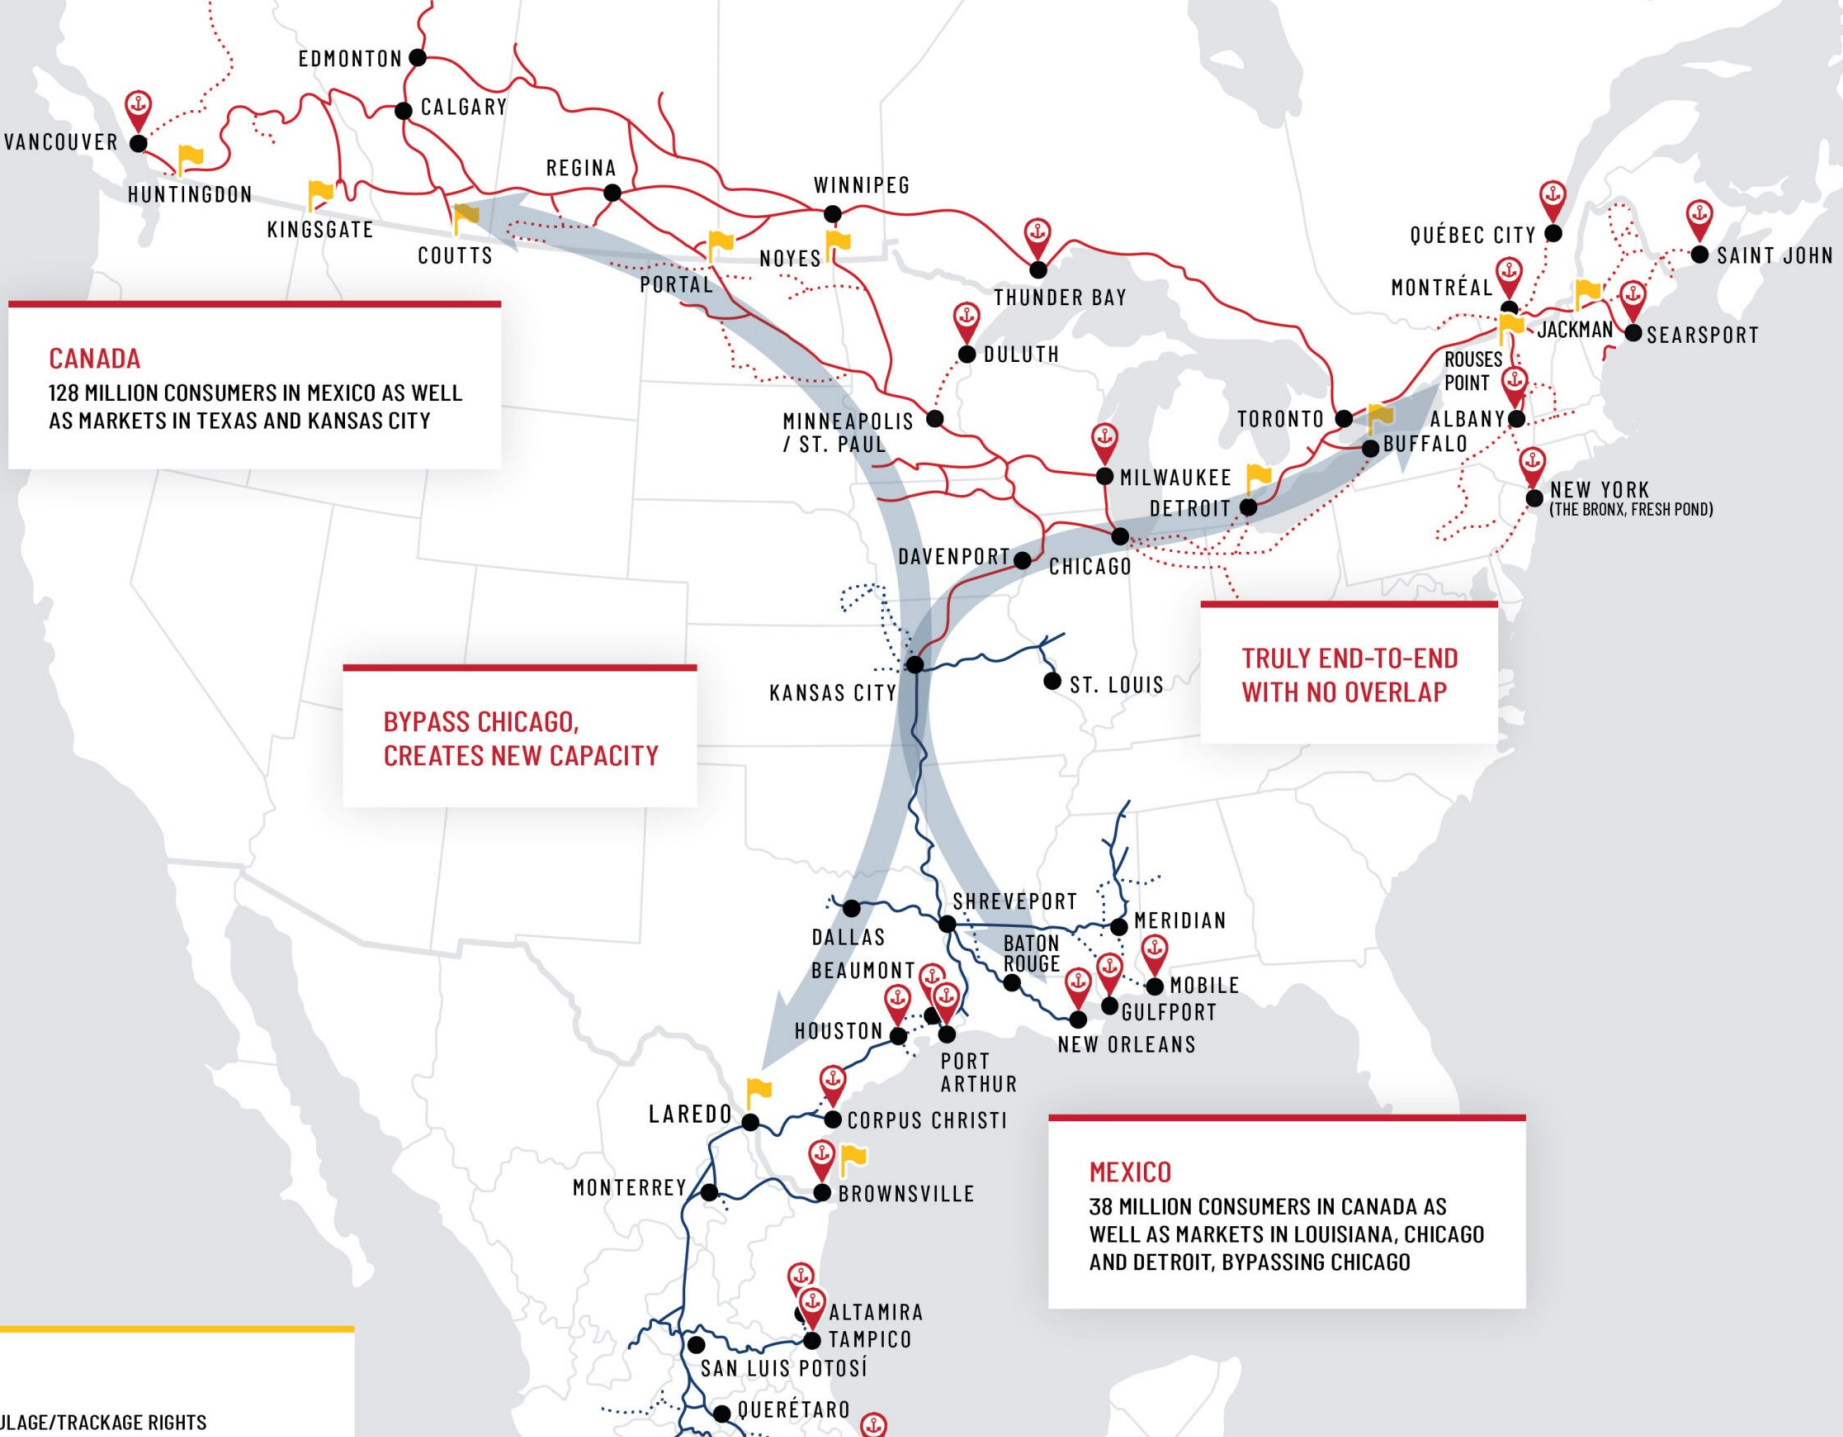 EDMONTON
CALGARY
VANCOUVER
HUNTINGDON
KINGSGATE
COUTTS
REGINA
WINNIPEG
NOYES
PORTAL
THUNDER BAY
DULUTH
QUÉBEC CITY
SAINT JOHN
MONTRÉAL
JACKMAN
SEARSPORT
ROUSES
POINT
CANADA
128 MILLION CONSUMERS IN MEXICO AS WELL
AS MARKETS IN TEXAS AND KANSAS CITY
MINNEAPOLIS
/ ST. PAUL
TORONTO
ALBANY
BUFFALO
MILWAUKEE
DETROIT
NEW YORK
(THE BRONX, FRESH POND)
DAVENPORT
CHICAGO
KANSAS CITY
ST. LOUIS
TRULY END-TO-END
WITH NO OVERLAP
BYPASS CHICAGO,
CREATES NEW CAPACITY
SHREVEPORT
MERIDIAN
DALLAS
BATON
ROUGE
BEAUMONT
MOBILE
GULFPORT
HOUSTON
NEW ORLEANS
PORT
ARTHUR
LAREDO
CORPUS CHRISTI
MONTERREY
BROWNSVILLE
MEXICO
38 MILLION CONSUMERS IN CANADA AS
WELL AS MARKETS IN LOUISIANA, CHICAGO
AND DETROIT, BYPASSING CHICAGO
ALTAMIRA
TAMPICO
SAN LUIS POTOSÍ
QUERÉTARO
ULAGE/TRACKAGE RIGHTS